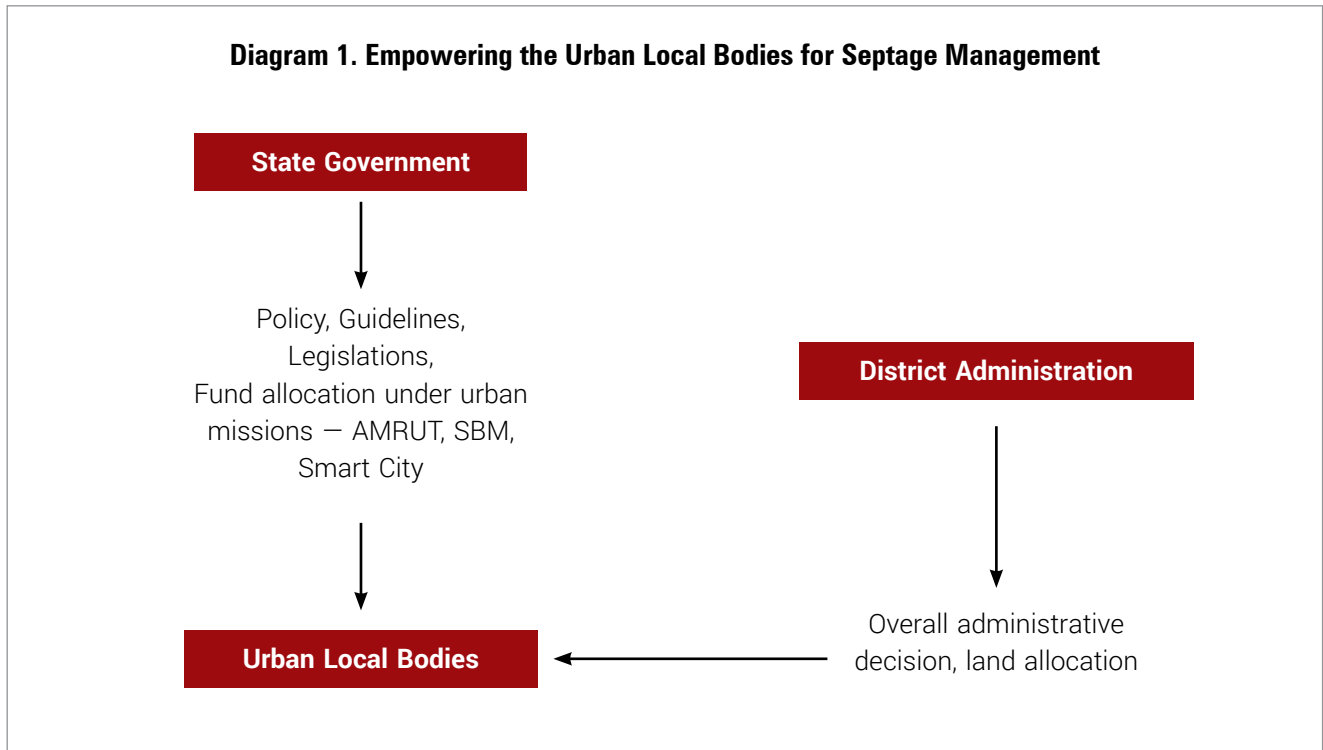 Diagram 1. Empowering the Urban Local Bodies for Septage Management
State Government
Policy, Guidelines,
Legislations,
Fund allocation under urban
missions — AMRUT, SBM,
Smart City
District Administration
Overall administrative
decision, land allocation
Urban Local Bodies